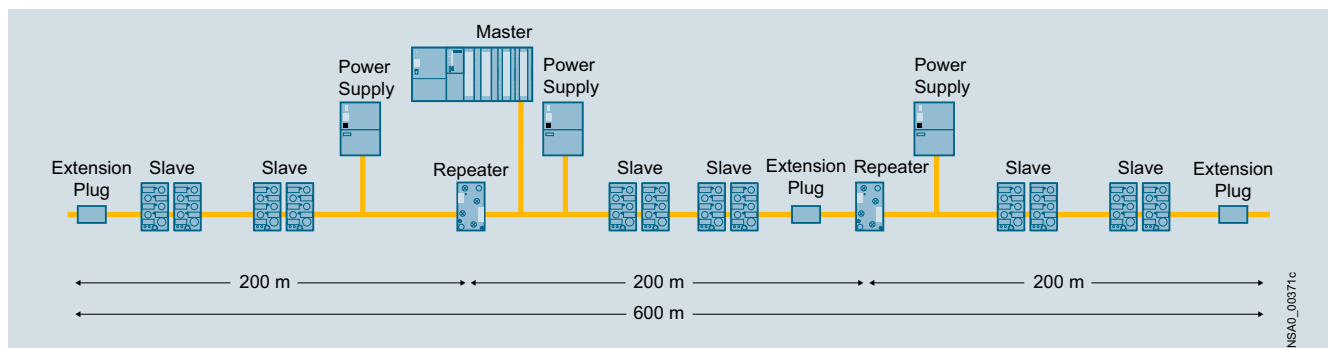 Master
Power
Supply
Power
Supply
Power
Supply
Extension
Plug
Slave
Slave
Repeater
Slave
Slave
Extension
Plug
Repeater
Slave
Slave
Extension
Plug
200 m
200 m
200 m
600 m
NSA0_00371c